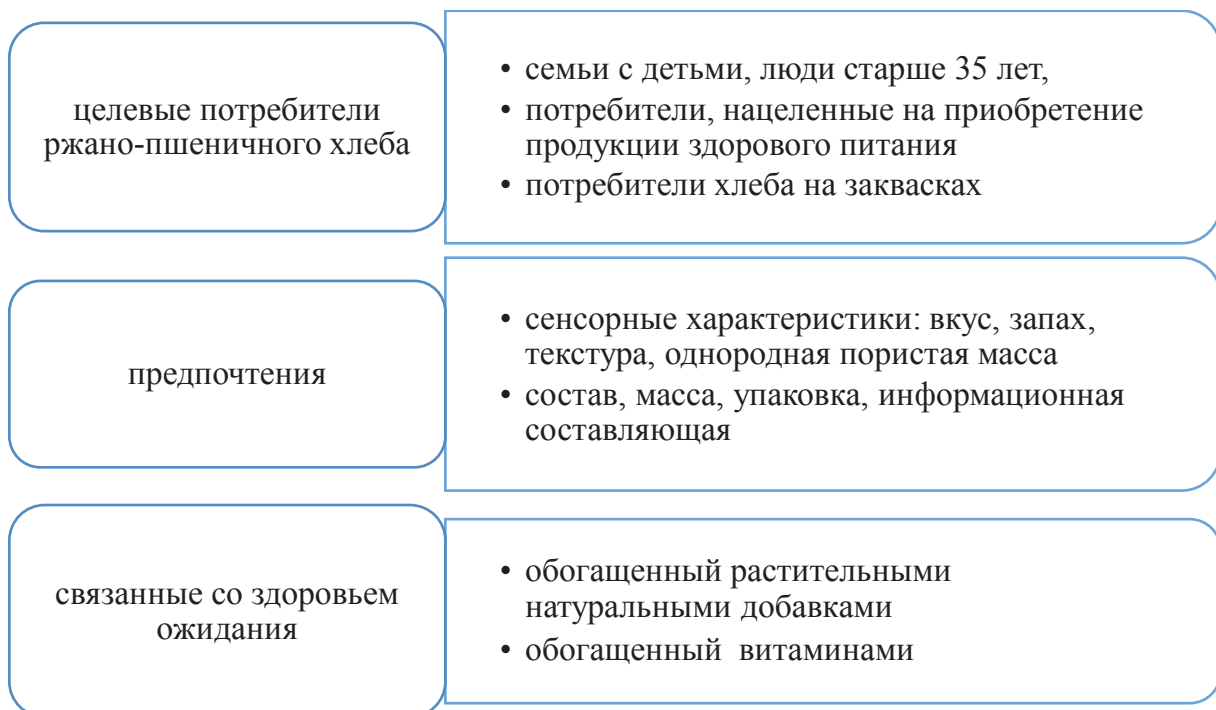 целевые потребители
ржано-пшеничного хлеба
• семьи с детьми, люди старше 35 лет,
• потребители, нацеленные на приобретение
продукции здорового питания
• потребители хлеба на заквасках
предпочтения
• сенсорные характеристики: вкус, запах,
текстура, однородная пористая масса
• состав, масса, упаковка, информационная
составляющая
связанные со здоровьем
ожидания
• обогащенный растительными
натуральными добавками
• обогащенный  витаминами